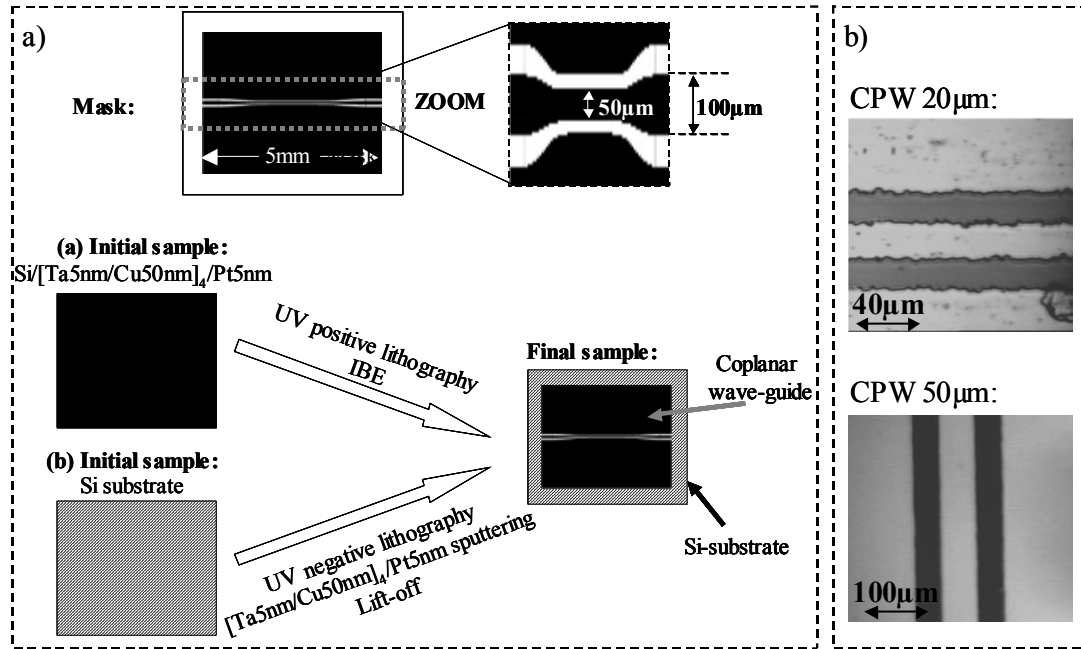 a)
Mask:
5mm
ZOOM
50µm
100µm
(a) Initial sample:
Si/[Ta5nm/Cu50nm]4/Pt5nm
UV positive lithography
IBE
(b) Initial sample:
Si substrate
UV negative lithography
[Ta5nm/Cu50nm]4/Pt5nm sputtering
Lift-off
Final sample:
Coplanar
wave-guide
Si-substrate
b)
CPW 20µm:
40µm
CPW 50µm:
100µm